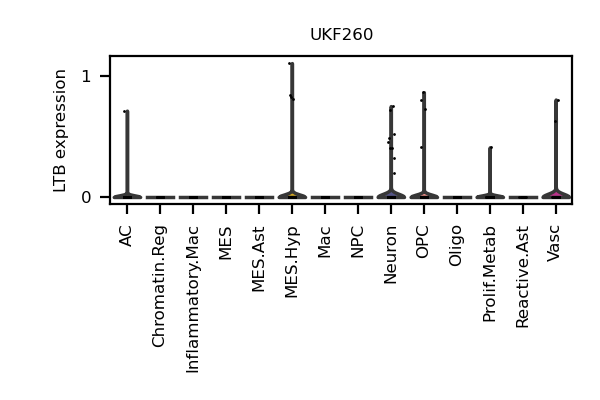 UKF260
LTB expression
1
0
AC
Chromatin.Reg
Inflammatory.Mac
MES
MES.Ast
MES.Hyp
Mac
NPC
Neuron
OPC
Oligo
Prolif.Metab
Reactive.Ast
Vasc